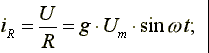 i_R = U/R = g · U_m · sin ωt;